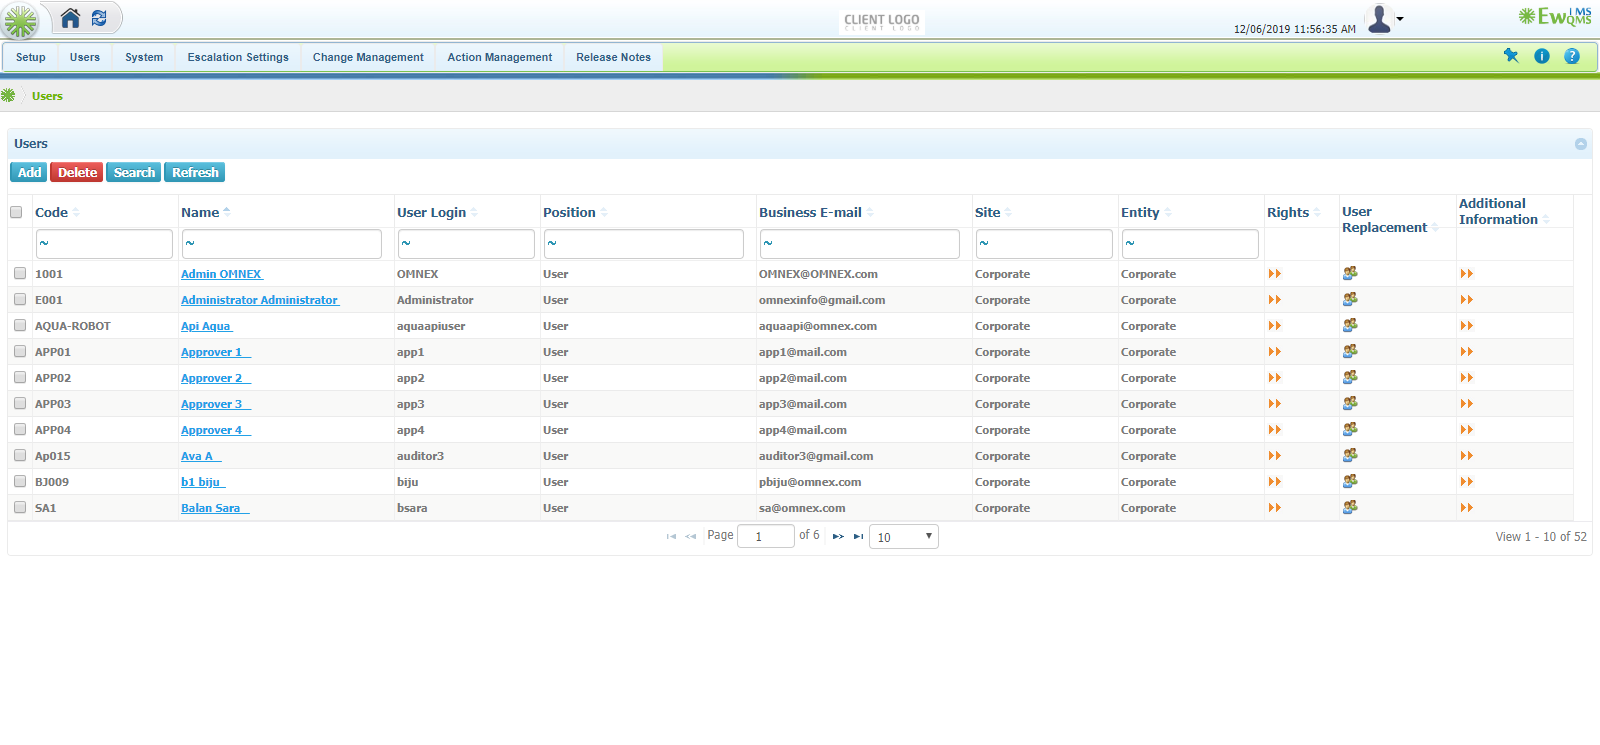 CLIENT LOGO
CLIENT LOGO
12/06/2019 11:56:35 AM
EwQIMS
QMS
Setup Users System Escalation Settings Change Management Action Management Release Notes
Users
Users
Add Delete Search Refresh
Code Name User Login Position Business E-mail Site Entity Rights User Replacement Additional Information
~ ~ ~ ~ ~ ~ ~
1001 Admin OMNEX OMNEX User OMNEX@OMNEX.com Corporate Corporate
E001 Administrator Administrator Administrator User omnexinfo@gmail.com Corporate Corporate
AQUA-ROBOT Api Aqua aquaapiuser User aquaapi@omnex.com Corporate Corporate
APP01 Approver 1 app1 User app1@mail.com Corporate Corporate
APP02 Approver 2 app2 User app2@mail.com Corporate Corporate
APP03 Approver 3 app3 User app3@mail.com Corporate Corporate
APP04 Approver 4 app4 User app4@mail.com Corporate Corporate
Ap015 Ava A auditor3 User auditor3@gmail.com Corporate Corporate
BJ009 b1 biju biju User pbiju@omnex.com Corporate Corporate
SA1 Balan Sara bsara User sa@omnex.com Corporate Corporate
Page 1 of 6 10 View 1 - 10 of 52